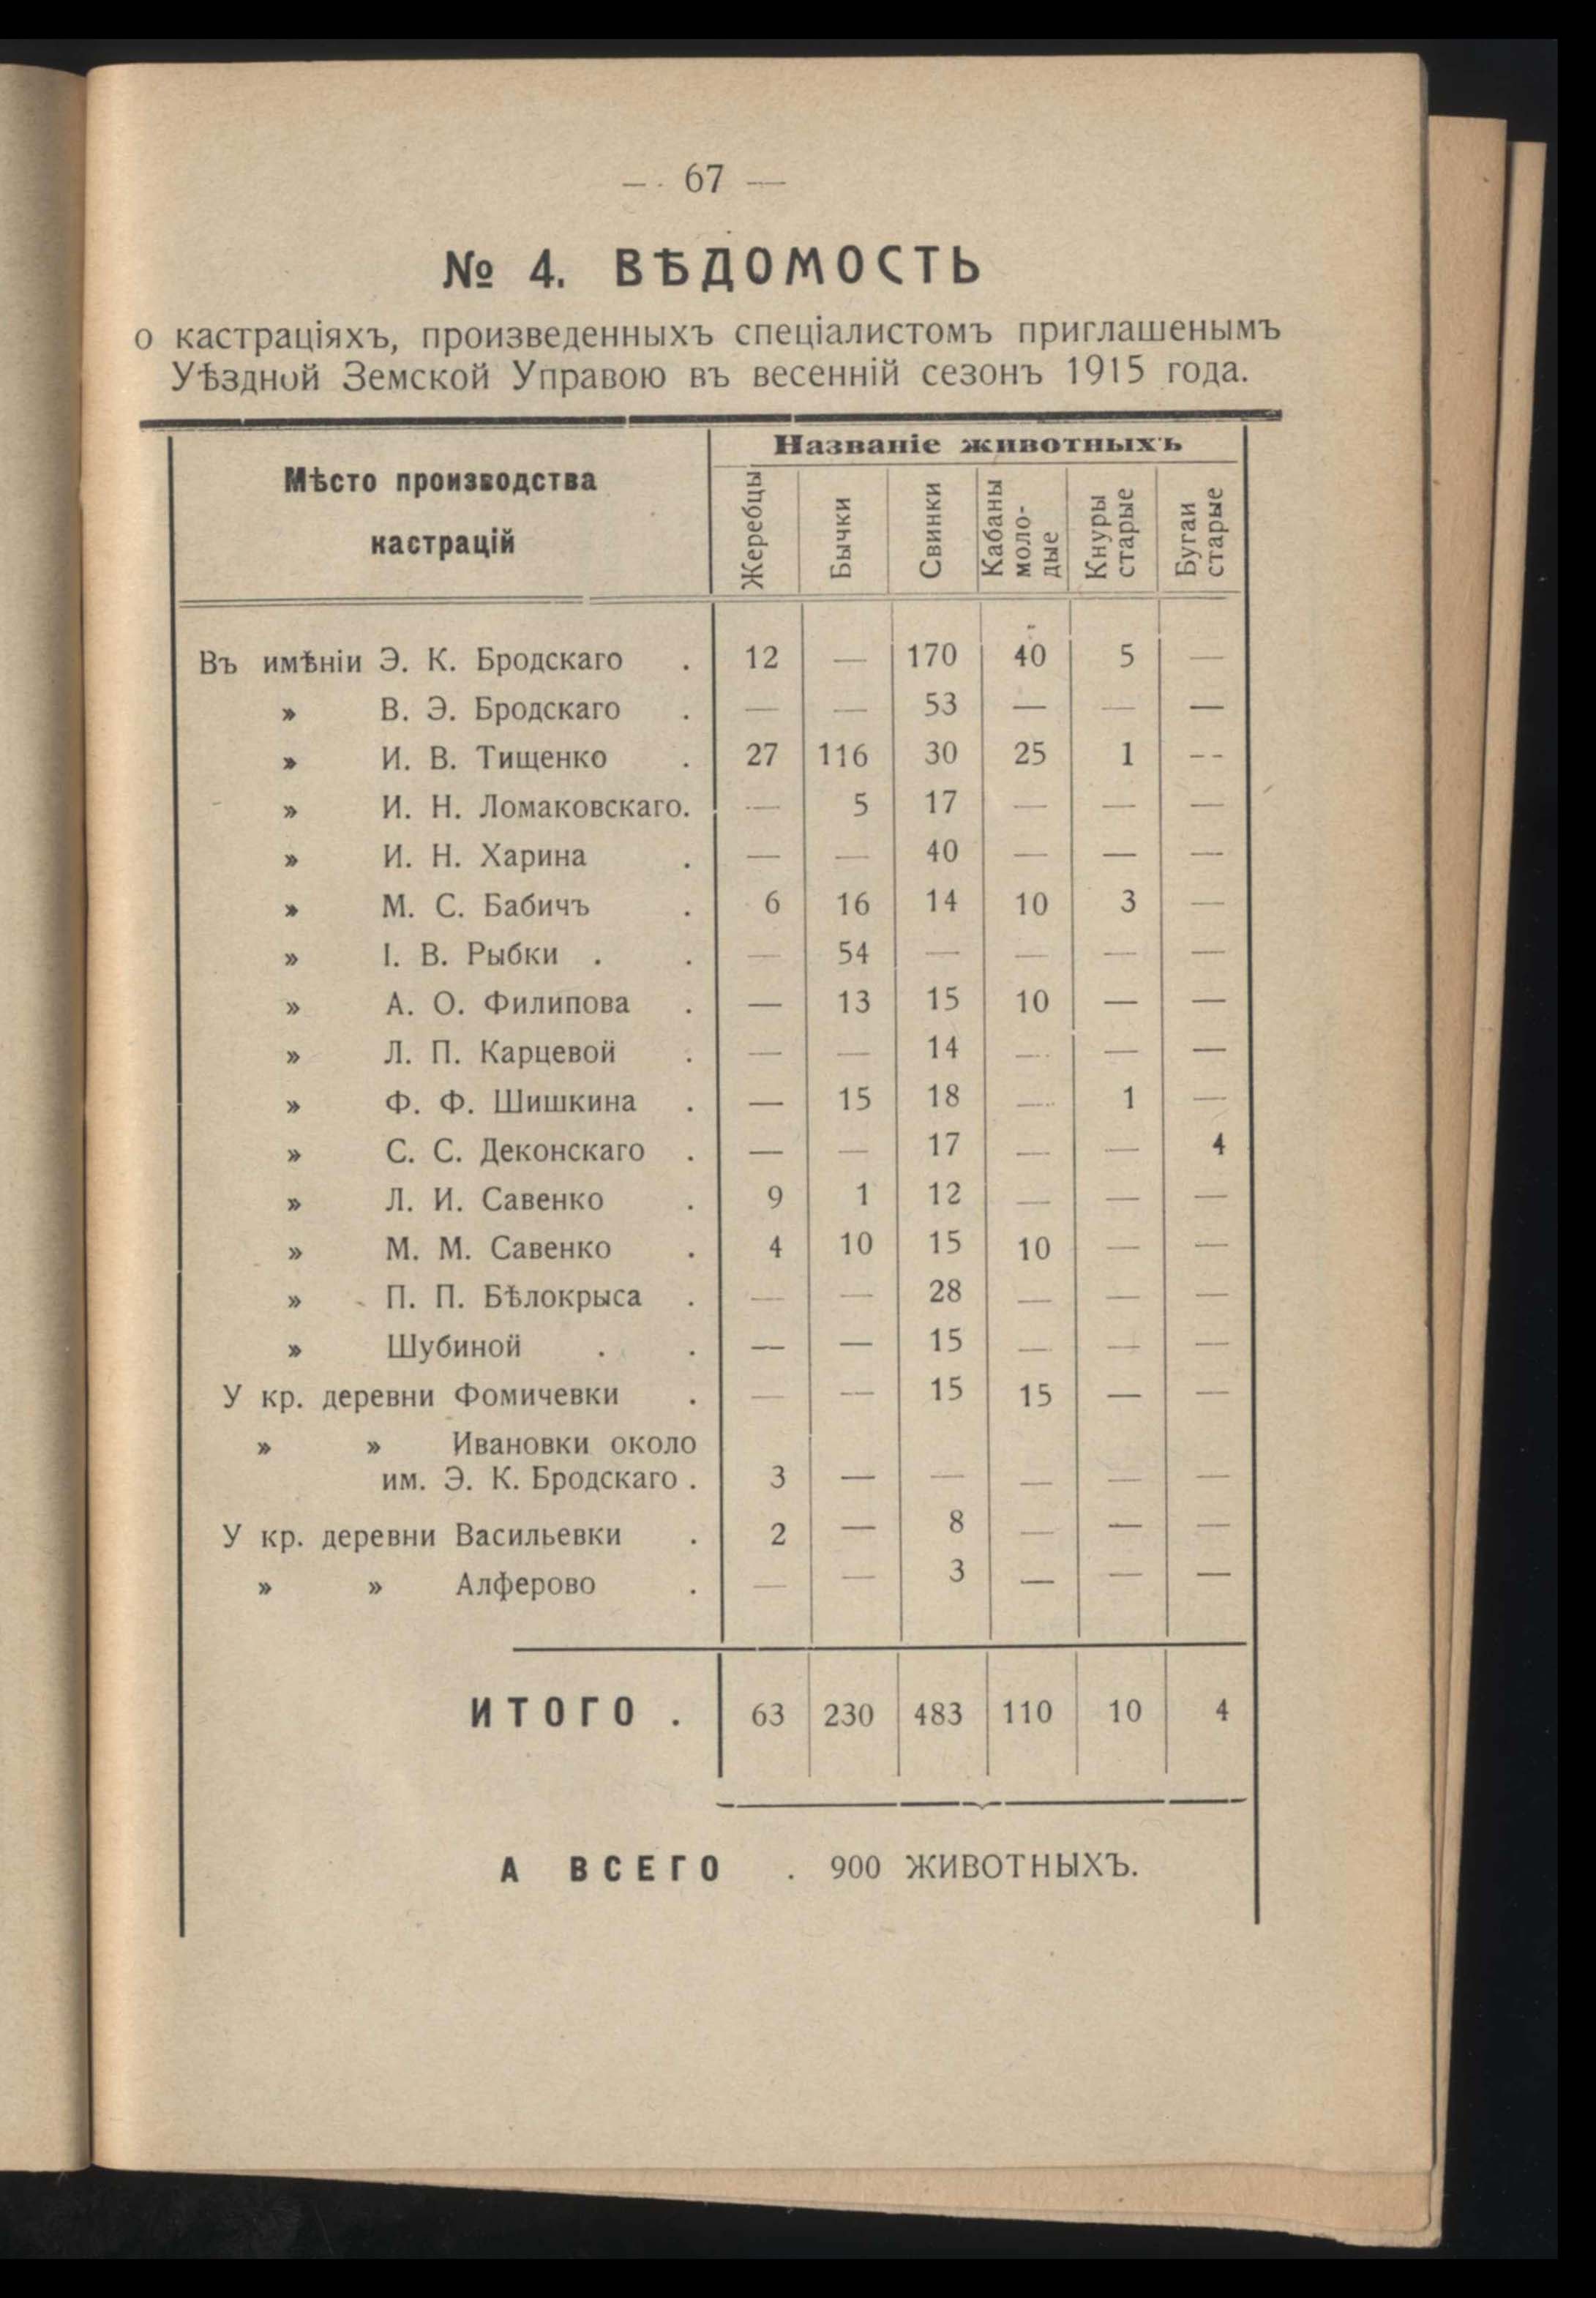 — 67 —
№ 4. ВѢДОМОСТЬ
о кастраціяхъ, произведенныхъ спеціалистомъ приглашенымъ
Уѣздной Земской Управою въ весенній сезонъ 1915 года.
Мѣсто производства
кастрацій
Названіе животныхъ
Жеребцы
Бычки
Свинки
Кабаны
моло-
дые
Кнуры
старые
Бугаи
старые
Въ имѣніи Э. К. Бродскаго . 12 — 170 40 5 —
» В. Э. Бродскаго . — — 53 — — —
» И. В. Тищенко . 27 116 30 25 1 —
» И. Н. Ломаковскаго. — 5 17 — — —
» И. Н. Харина . — — 40 — — —
» М. С. Бабичъ . 6 16 14 10 3 —
» І. В. Рыбки . . — 54 — — — —
» А. О. Филипова . — 13 15 10 — —
» Л. П. Карцевой . — — 14 — — —
» Ф. Ф. Шишкина . — 15 18 — 1 —
» С. С. Деконскаго . — — 17 — — 4
» Л. И. Савенко . 9 1 12 — — —
» М. М. Савенко . 4 10 15 10 — —
» П. П. Бѣлокрыса . — — 28 — — —
» Шубиной . . — — 15 — — —
У кр. деревни Фомичевки . — — 15 15 — —
» » Ивановки около
им. Э. К. Бродскаго . 3 — — — — —
У кр. деревни Васильевки . 2 — 8 — — —
» » Алферово . — — 3 — — —
ИТОГО . 63 230 483 110 10 4
А ВСЕГО . 900 ЖИВОТНЫХЪ.